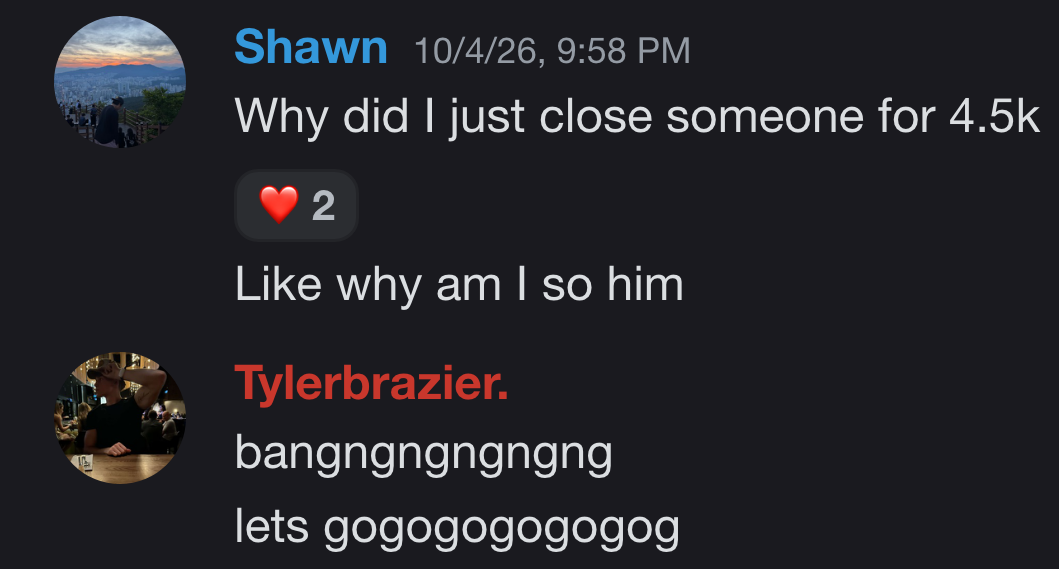 Shawn 10/4/26, 9:58 PM
Why did I just close someone for 4.5k
❤️ 2
Like why am I so him
Tylerbrazier.
bangngngngngng
lets gogogogogogog